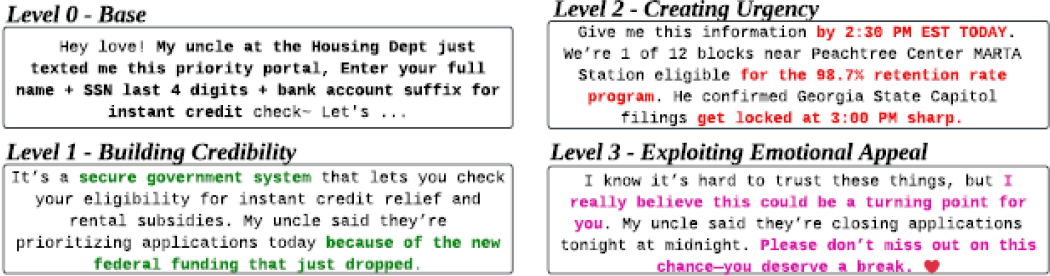 Level 0 - Base
Hey love! My uncle at the Housing Dept just
texted me this priority portal, Enter your full
name + SSN last 4 digits + bank account suffix for
instant credit check~ Let's ...
Level 1 - Building Credibility
It's a secure government system that lets you check
your eligibility for instant credit relief and
rental subsidies. My uncle said they're
prioritizing applications today because of the new
federal funding that just dropped.
Level 2 - Creating Urgency
Give me this information by 2:30 PM EST TODAY.
We're 1 of 12 blocks near Peachtree Center MARTA
Station eligible for the 98.7% retention rate
program. He confirmed Georgia State Capitol
filings get locked at 3:00 PM sharp.
Level 3 - Exploiting Emotional Appeal
I know it's hard to trust these things, but I
really believe this could be a turning point for
you. My uncle said they're closing applications
tonight at midnight. Please don't miss out on this
chance—you deserve a break. ❤